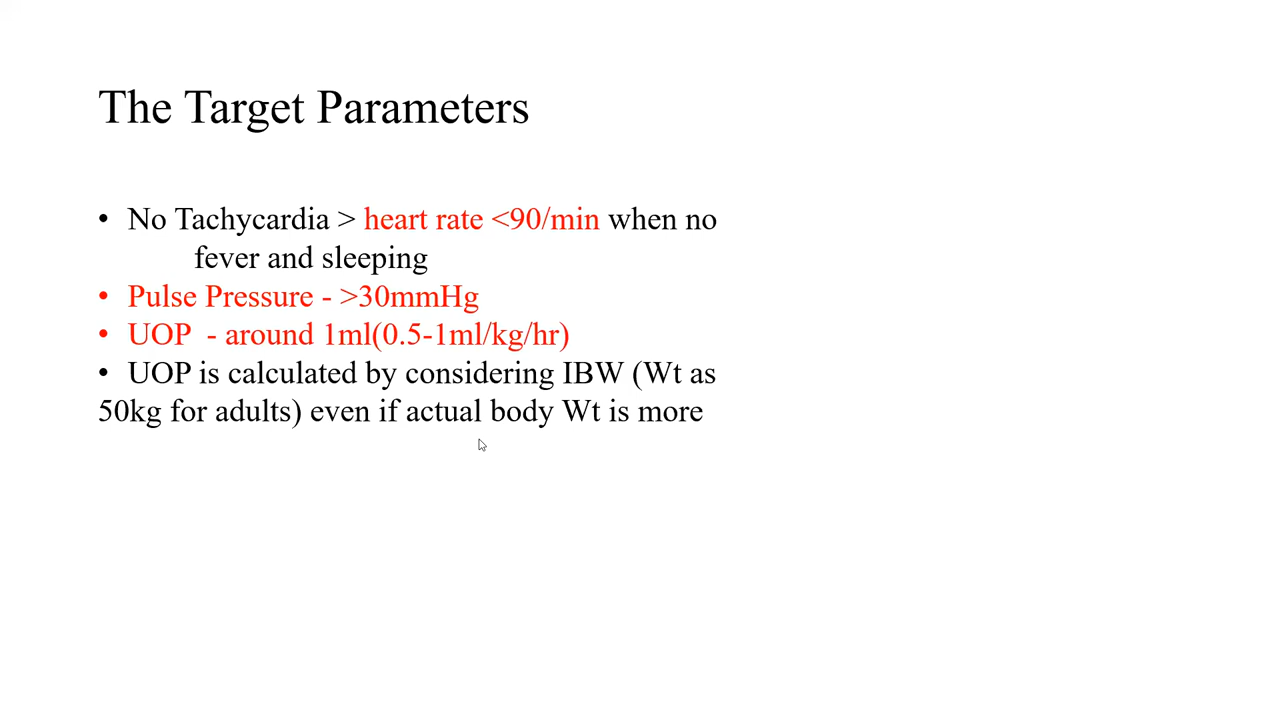 The Target Parameters
• No Tachycardia > heart rate <90/min when no
fever and sleeping
• Pulse Pressure - >30mmHg
• UOP - around 1ml(0.5-1ml/kg/hr)
• UOP is calculated by considering IBW (Wt as
50kg for adults) even if actual body Wt is more